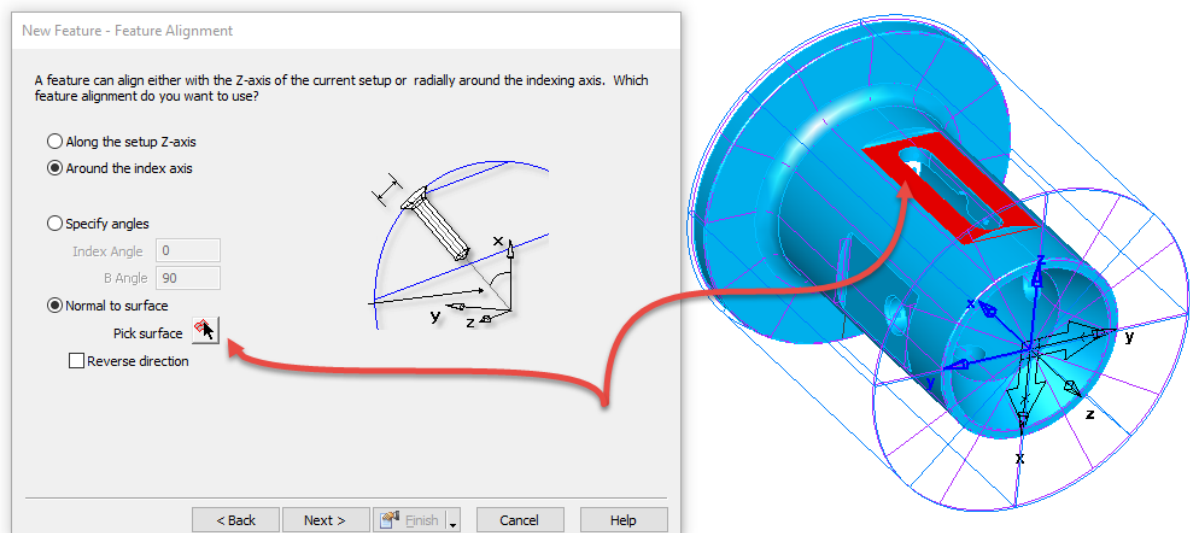 New Feature - Feature Alignment
A feature can align either with the Z-axis of the current setup or radially around the indexing axis. Which
feature alignment do you want to use?
Along the setup Z-axis
Around the index axis
Specify angles
Index Angle 0
B Angle 90
Normal to surface
Pick surface
Reverse direction
x
y
z
< Back Next > Finish Cancel Help
z
x
y
y
z
x